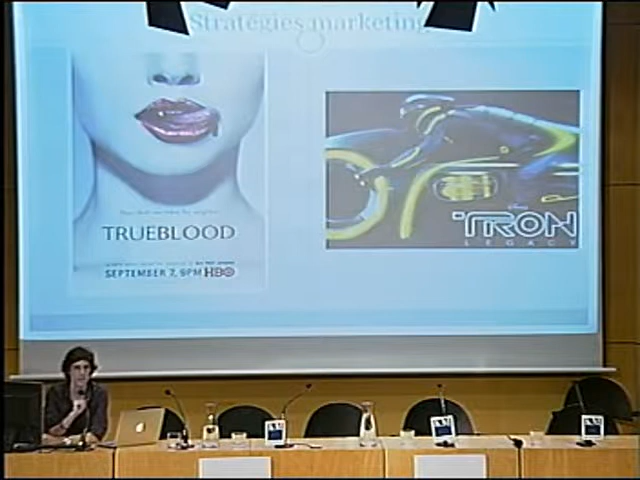 Stratégies marketing
TRUEBLOOD
SEPTEMBER 7, 9PM HBO
TRON
LEGACY